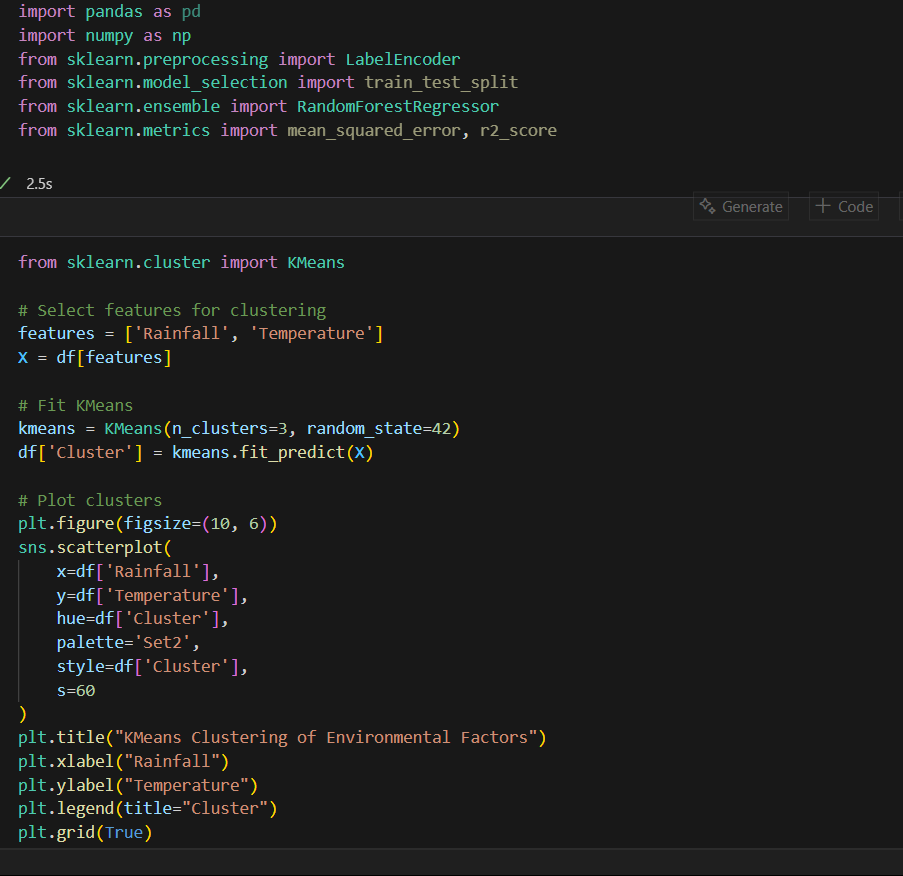 import pandas as pd
import numpy as np
from sklearn.preprocessing import LabelEncoder
from sklearn.model_selection import train_test_split
from sklearn.ensemble import RandomForestRegressor
from sklearn.metrics import mean_squared_error, r2_score
2.5s
Generate
Code
from sklearn.cluster import KMeans
# Select features for clustering
features = ['Rainfall', 'Temperature']
X = df[features]
# Fit KMeans
kmeans = KMeans(n_clusters=3, random_state=42)
df['Cluster'] = kmeans.fit_predict(X)
# Plot clusters
plt.figure(figsize=(10, 6))
sns.scatterplot(
    x=df['Rainfall'],
    y=df['Temperature'],
    hue=df['Cluster'],
    palette='Set2',
    style=df['Cluster'],
    s=60
)
plt.title("KMeans Clustering of Environmental Factors")
plt.xlabel("Rainfall")
plt.ylabel("Temperature")
plt.legend(title="Cluster")
plt.grid(True)